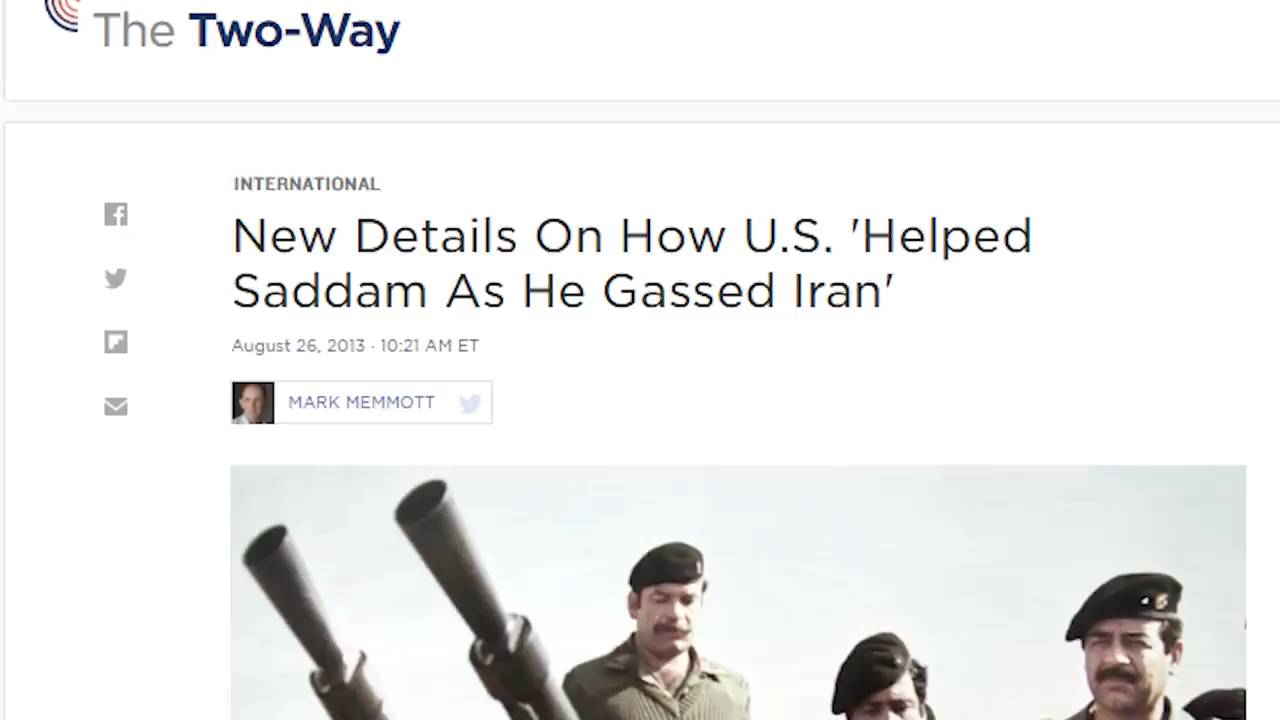 The Two-Way
INTERNATIONAL
New Details On How U.S. 'Helped
Saddam As He Gassed Iran'
August 26, 2013 · 10:21 AM ET
MARK MEMMOTT